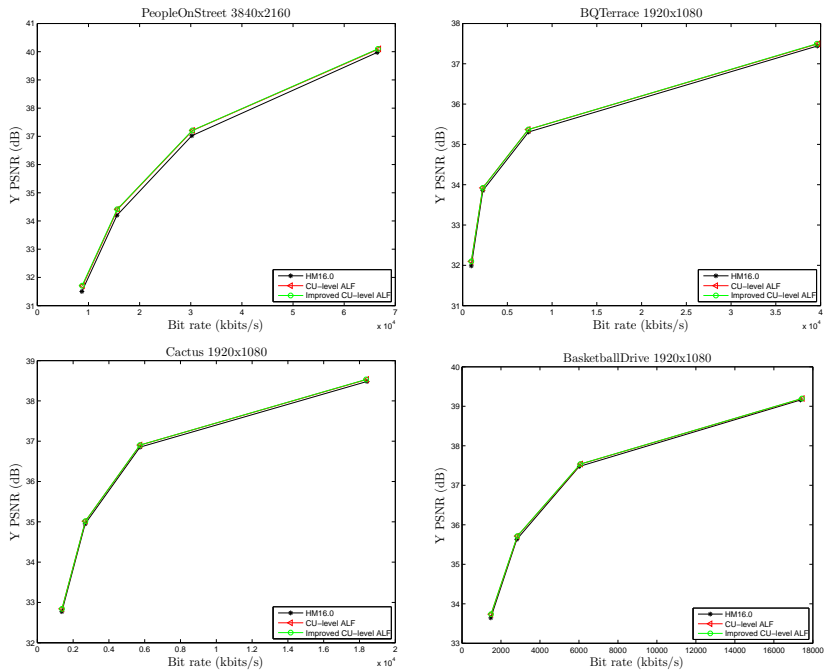 PeopleOnStreet 3840x2160
41
40
39
38
37
36
35
34
33
32
31
Y PSNR (dB)
HM16.0
CU−level ALF
Improved CU−level ALF
0 1 2 3 4 5 6 7
x 10⁴
Bit rate (kbits/s)
BQTerrace 1920x1080
38
37
36
35
34
33
32
31
Y PSNR (dB)
HM16.0
CU−level ALF
Improved CU−level ALF
0 0.5 1 1.5 2 2.5 3 3.5 4
x 10⁴
Bit rate (kbits/s)
Cactus 1920x1080
39
38
37
36
35
34
33
32
Y PSNR (dB)
HM16.0
CU−level ALF
Improved CU−level ALF
0 0.2 0.4 0.6 0.8 1 1.2 1.4 1.6 1.8 2
x 10⁴
Bit rate (kbits/s)
BasketballDrive 1920x1080
40
39
38
37
36
35
34
33
Y PSNR (dB)
HM16.0
CU−level ALF
Improved CU−level ALF
0 2000 4000 6000 8000 10000 12000 14000 16000 18000
Bit rate (kbits/s)